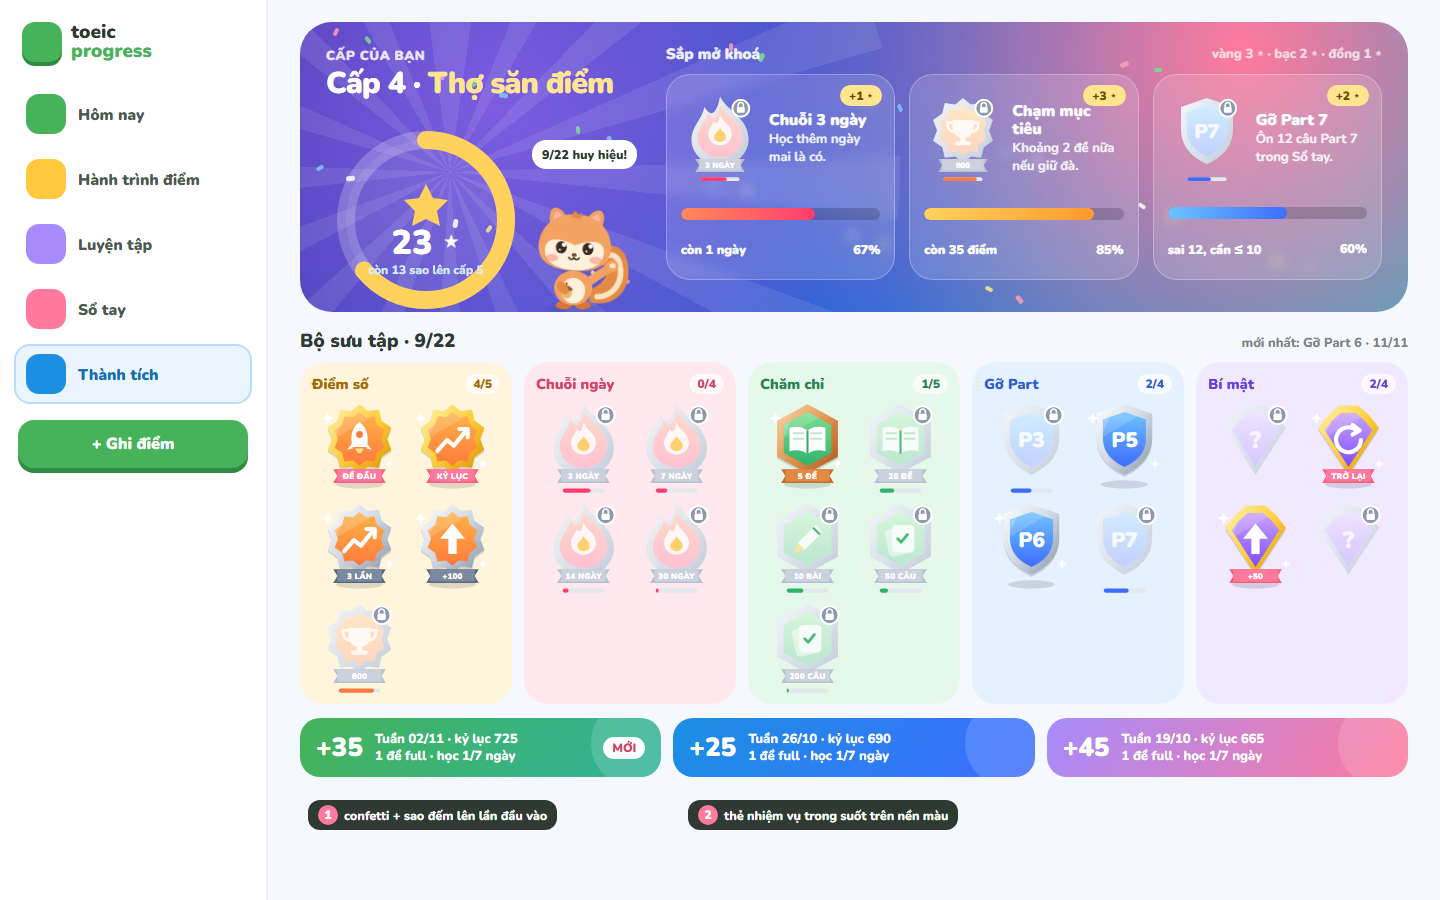 toeic
progress
Hôm nay
Hành trình điểm
Luyện tập
Sổ tay
Thành tích
+ Ghi điểm
CẤP CỦA BẠN
Cấp 4 · Thợ săn điểm
23 ★
còn 13 sao lên cấp 5
9/22 huy hiệu!
Sắp mở khoá
vàng 3 ★ · bạc 2 ★ · đồng 1 ★
+1 ★
3 NGÀY
Chuỗi 3 ngày
Học thêm ngày
mai là có.
còn 1 ngày
67%
+3 ★
800
Chạm mục
tiêu
Khoảng 2 đề nữa
nếu giữ đà.
còn 35 điểm
85%
+2 ★
P7
Gỡ Part 7
Ôn 12 câu Part 7
trong Sổ tay.
sai 12, cần ≤ 10
60%
Bộ sưu tập · 9/22
mới nhất: Gỡ Part 6 · 11/11
Điểm số
4/5
ĐỀ ĐẦU
KỶ LỤC
3 LẦN
+100
800
Chuỗi ngày
0/4
3 NGÀY
7 NGÀY
14 NGÀY
30 NGÀY
Chăm chỉ
1/5
5 ĐỀ
20 ĐỀ
10 BÀI
50 CÂU
200 CÂU
Gỡ Part
2/4
P3
P5
P6
P7
Bí mật
2/4
?
TRỞ LẠI
+50
?
+35
Tuần 02/11 · kỷ lục 725
1 đề full · học 1/7 ngày
MỚI
+25
Tuần 26/10 · kỷ lục 690
1 đề full · học 1/7 ngày
+45
Tuần 19/10 · kỷ lục 665
1 đề full · học 1/7 ngày
1 confetti + sao đếm lên lần đầu vào
2 thẻ nhiệm vụ trong suốt trên nền màu